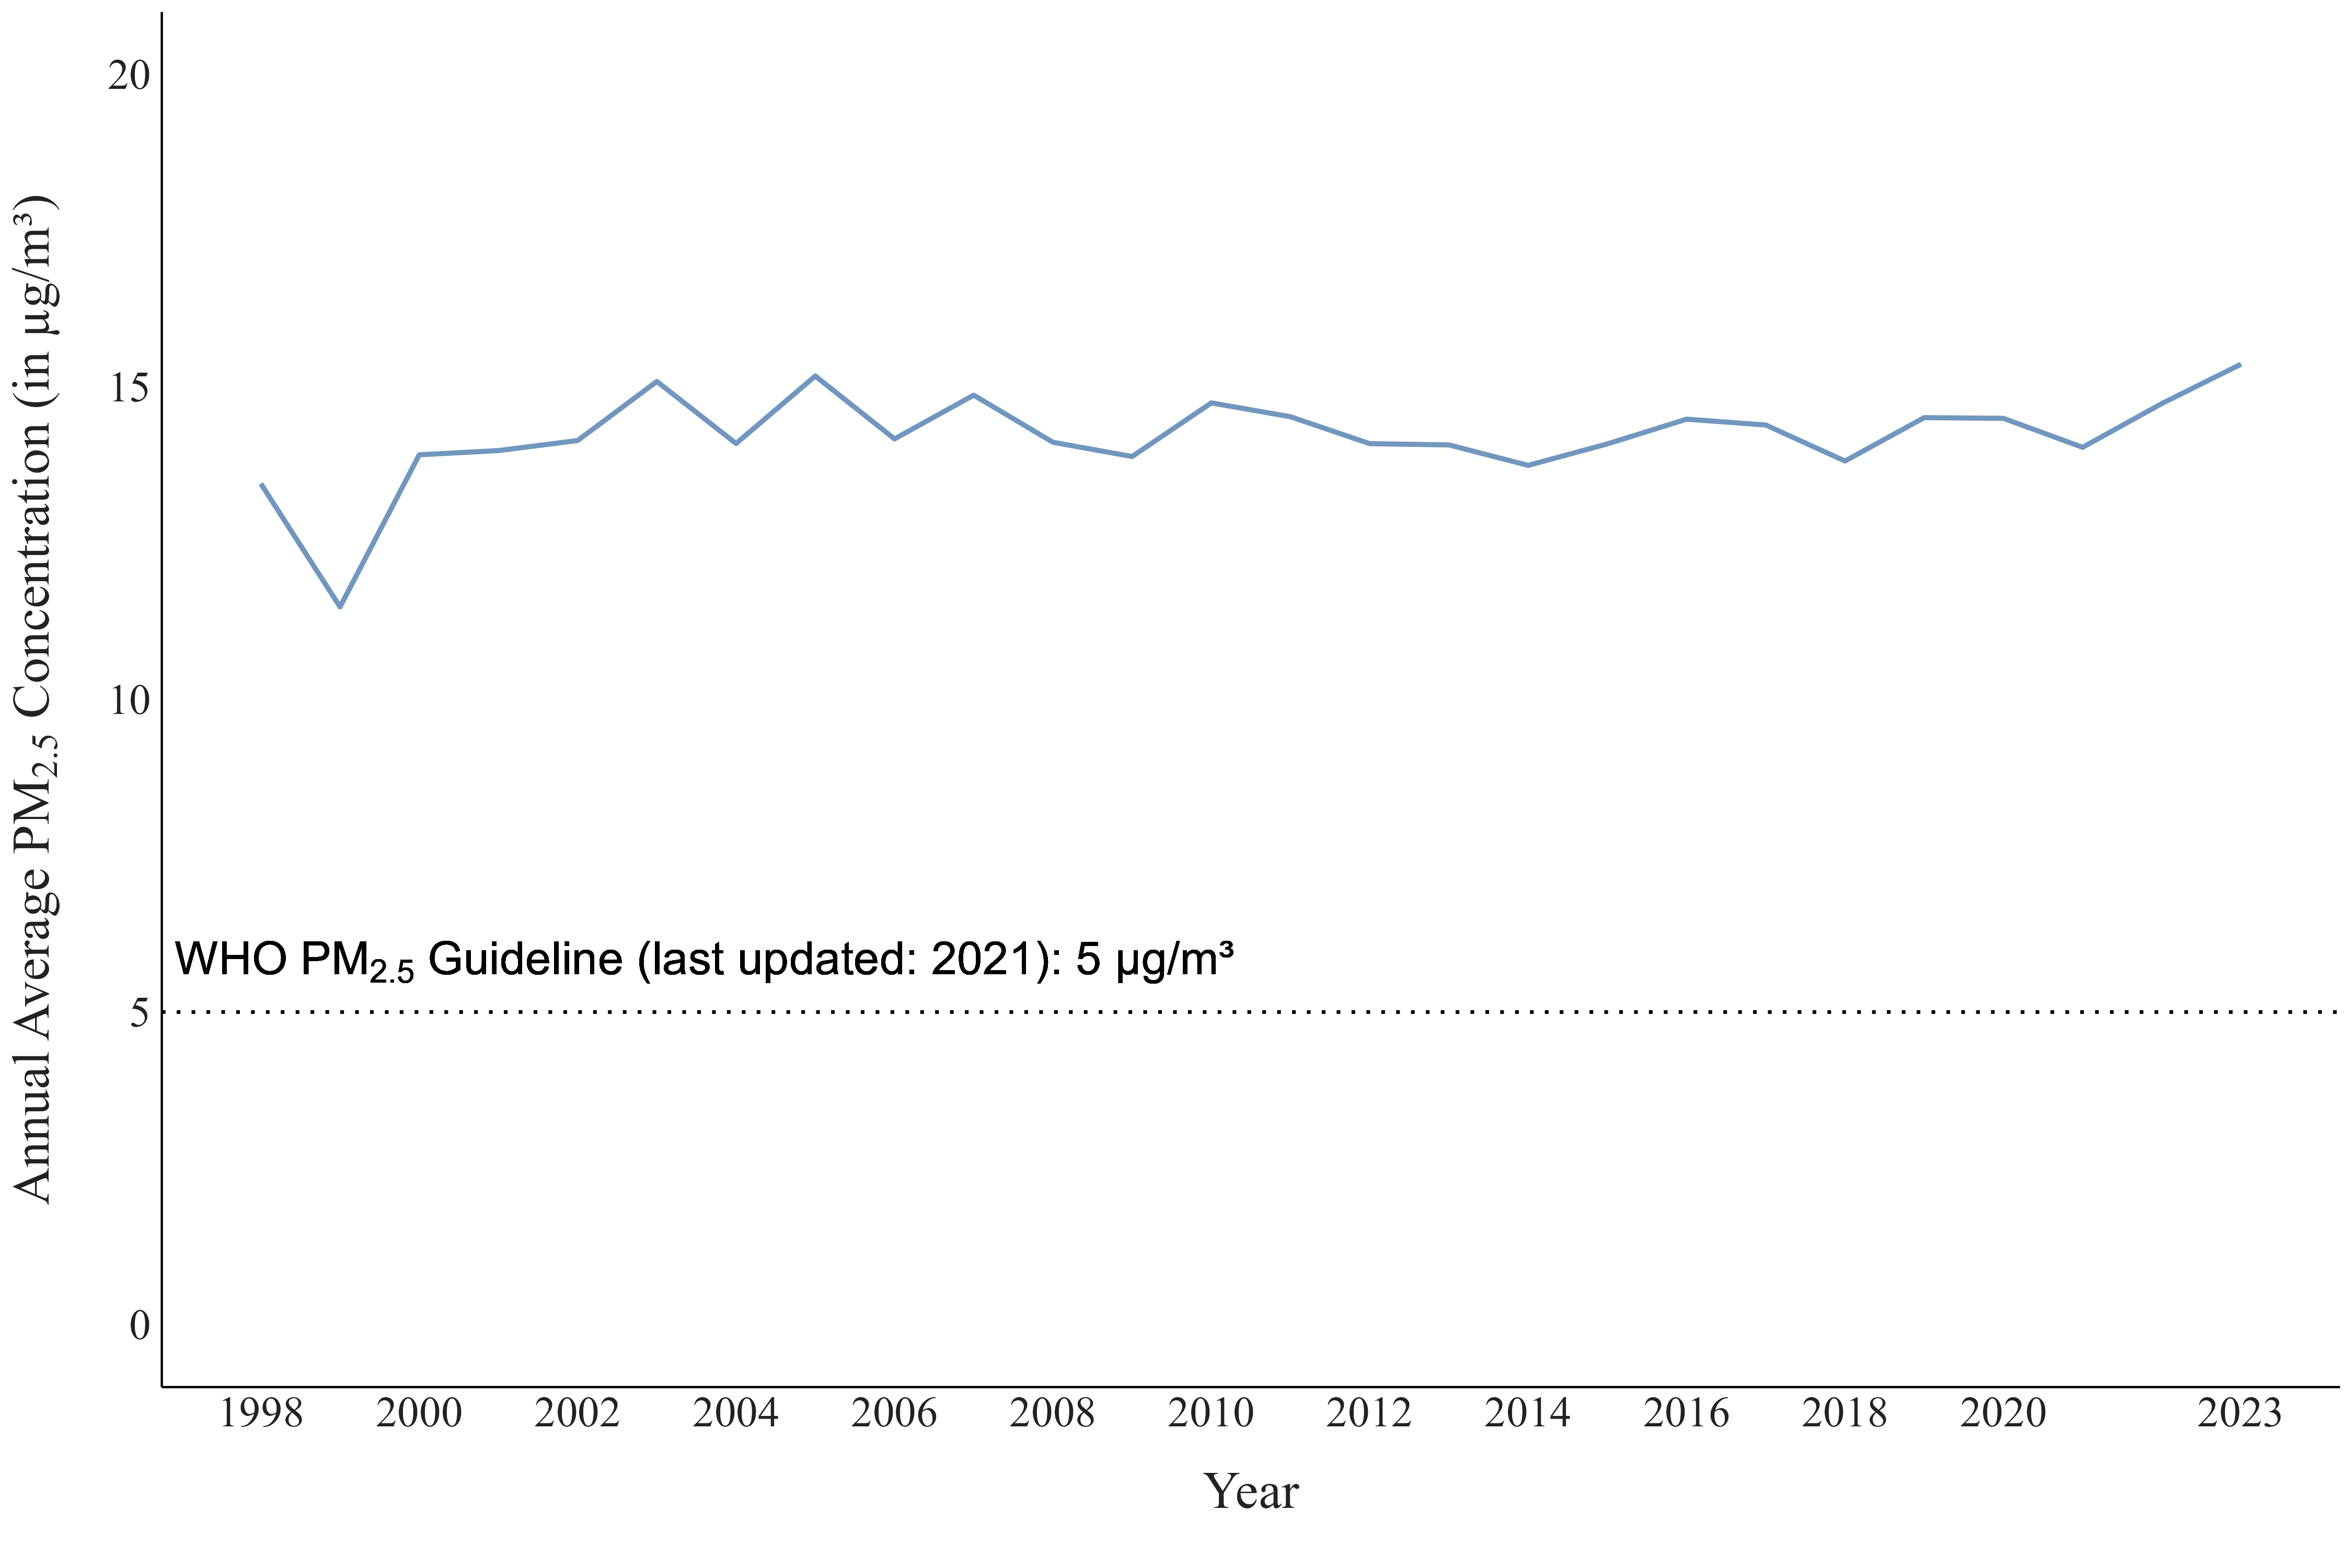 Annual Average PM₂.₅ Concentration (in µg/m³)
20
15
10
WHO PM₂.₅ Guideline (last updated: 2021): 5 µg/m³
5
0
1998 2000 2002 2004 2006 2008 2010 2012 2014 2016 2018 2020 2023
Year